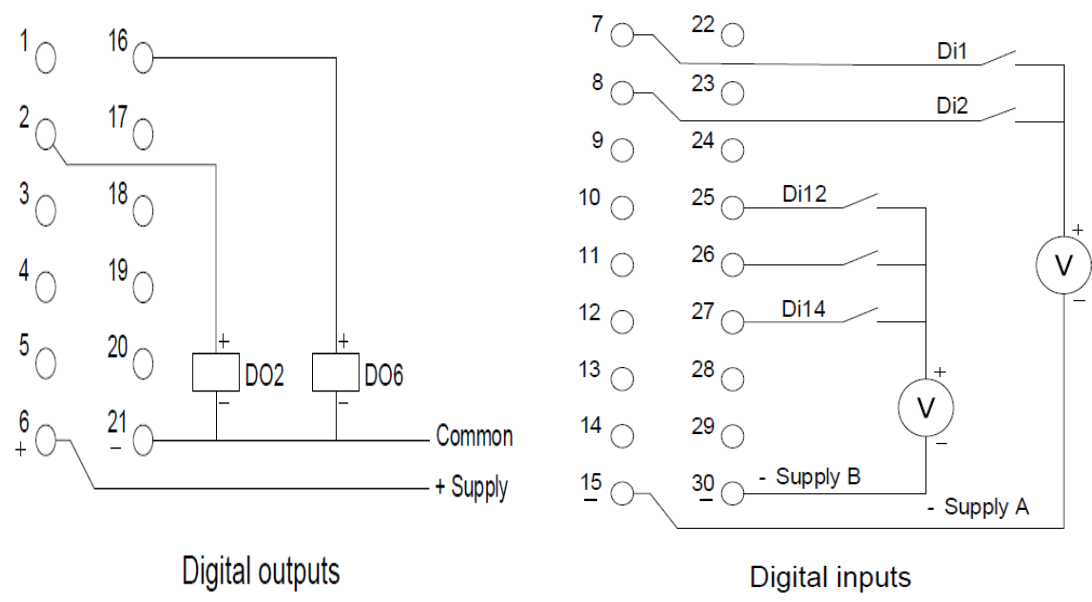 1 16
2 17
3 18
4 19
5 20
+
+
DO2 DO6
-
-
6 21
+ -
Common
+ Supply
Digital outputs
7 22
Di1
8 23
Di2
9 24
10 25 Di12
11 26
+
V
-
12 27 Di14
13 28
+
V
-
14 29
15 30
- -
- Supply B
- Supply A
Digital inputs